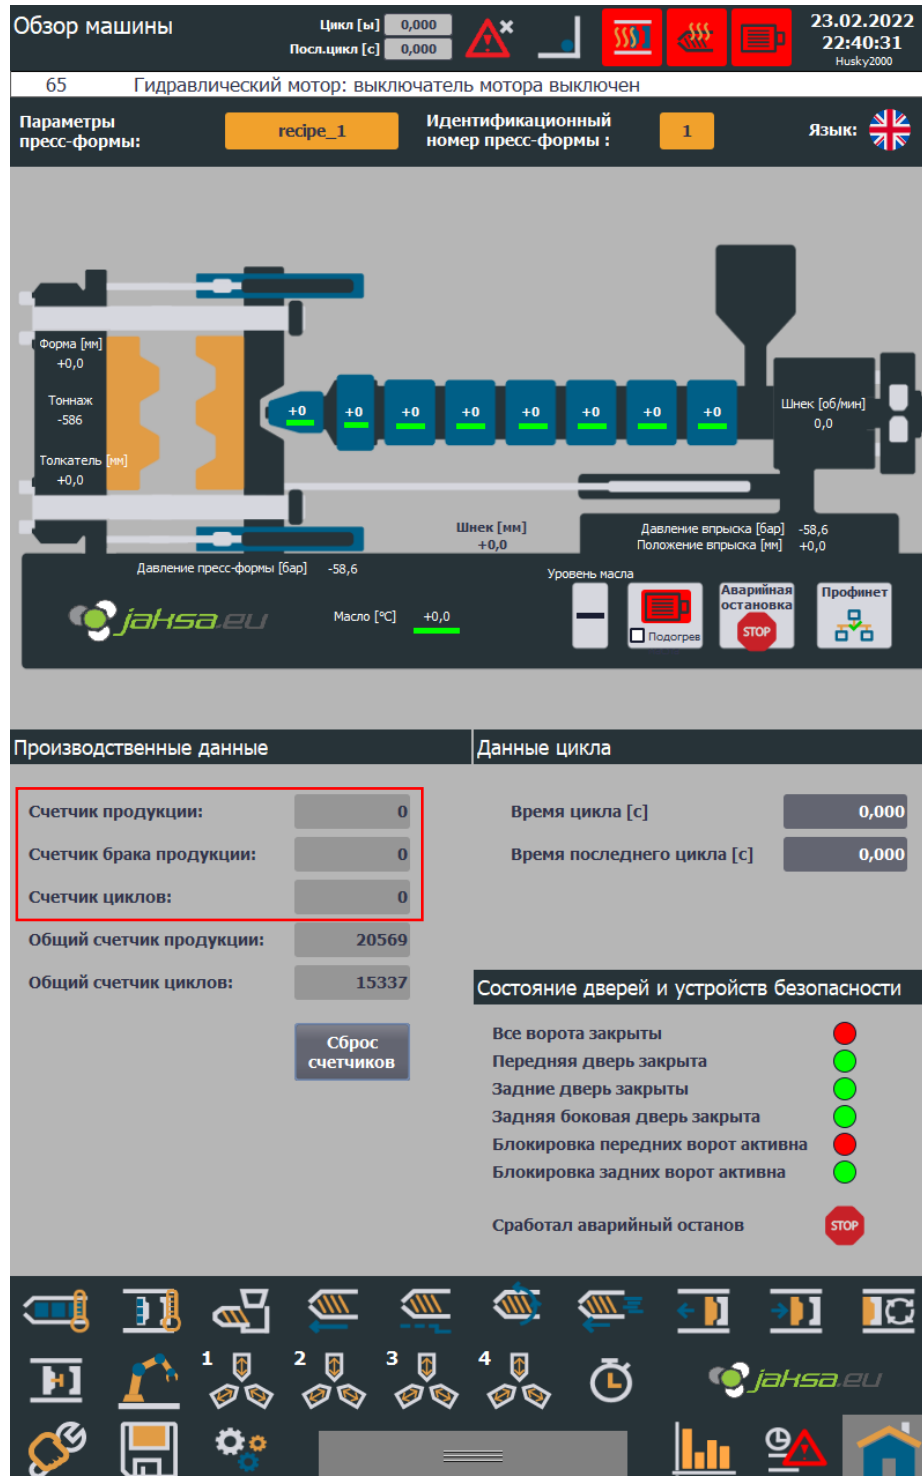 Обзор машины
Цикл [ы] 0,000
Посл.цикл [с] 0,000
23.02.2022
22:40:31
Husky2000
65 Гидравлический мотор: выключатель мотора выключен
Параметры
пресс-формы:
recipe_1
Идентификационный
номер пресс-формы :
1
Язык:
Форма [мм]
+0,0
Тоннаж
-586
Толкатель [мм]
+0,0
+0 +0 +0 +0 +0 +0 +0 +0
Шнек [об/мин]
0,0
Шнек [мм]
+0,0
Давление впрыска [бар] -58,6
Положение впрыска [мм] +0,0
Давление пресс-формы [бар] -58,6
jaksa.eu
Масло [°C] +0,0
Уровень масла
Подогрев
Аварийная
остановка
STOP
Профинет
Производственные данные
Счетчик продукции: 0
Счетчик брака продукции: 0
Счетчик циклов: 0
Общий счетчик продукции: 20569
Общий счетчик циклов: 15337
Сброс
счетчиков
Данные цикла
Время цикла [с] 0,000
Время последнего цикла [с] 0,000
Состояние дверей и устройств безопасности
Все ворота закрыты
Передняя дверь закрыта
Задние дверь закрыты
Задняя боковая дверь закрыта
Блокировка передних ворот активна
Блокировка задних ворот активна
Сработал аварийный останов
STOP
1 2 3 4
jaksa.eu